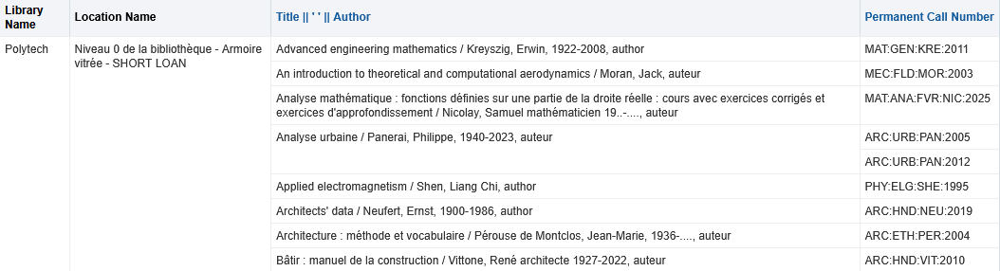 Library Name
Location Name
Title || ' ' || Author
Permanent Call Number
Polytech
Niveau 0 de la bibliothèque - Armoire
vitrée - SHORT LOAN
Advanced engineering mathematics / Kreyszig, Erwin, 1922-2008, author
MAT:GEN:KRE:2011
An introduction to theoretical and computational aerodynamics / Moran, Jack, auteur
MEC:FLD:MOR:2003
Analyse mathématique : fonctions définies sur une partie de la droite réelle : cours avec exercices corrigés et
exercices d'approfondissement / Nicolay, Samuel mathématicien 19..-...., auteur
MAT:ANA:FVR:NIC:2025
Analyse urbaine / Panerai, Philippe, 1940-2023, auteur
ARC:URB:PAN:2005
ARC:URB:PAN:2012
Applied electromagnetism / Shen, Liang Chi, author
PHY:ELG:SHE:1995
Architects' data / Neufert, Ernst, 1900-1986, author
ARC:HND:NEU:2019
Architecture : méthode et vocabulaire / Pérouse de Montclos, Jean-Marie, 1936-...., auteur
ARC:ETH:PER:2004
Bâtir : manuel de la construction / Vittone, René architecte 1927-2022, auteur
ARC:HND:VIT:2010